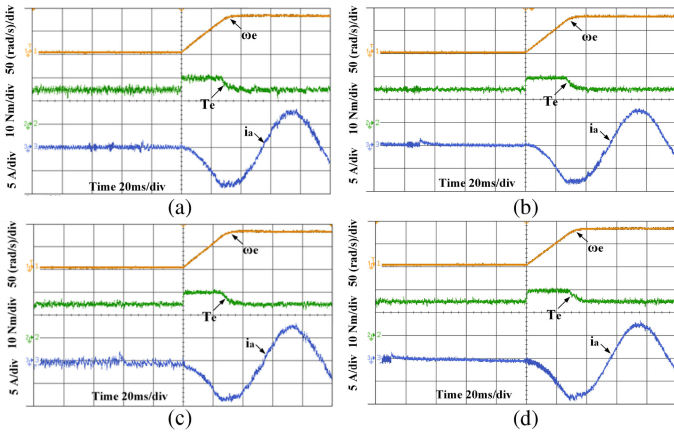 50 (rad/s)/div
10 Nm/div
5 A/div
ωe
Te
ia
Time 20ms/div
(a)
50 (rad/s)/div
10 Nm/div
5 A/div
ωe
Te
ia
Time 20ms/div
(b)
50 (rad/s)/div
10 Nm/div
5 A/div
ωe
Te
ia
Time 20ms/div
(c)
50 (rad/s)/div
10 Nm/div
5 A/div
ωe
Te
ia
Time 20ms/div
(d)